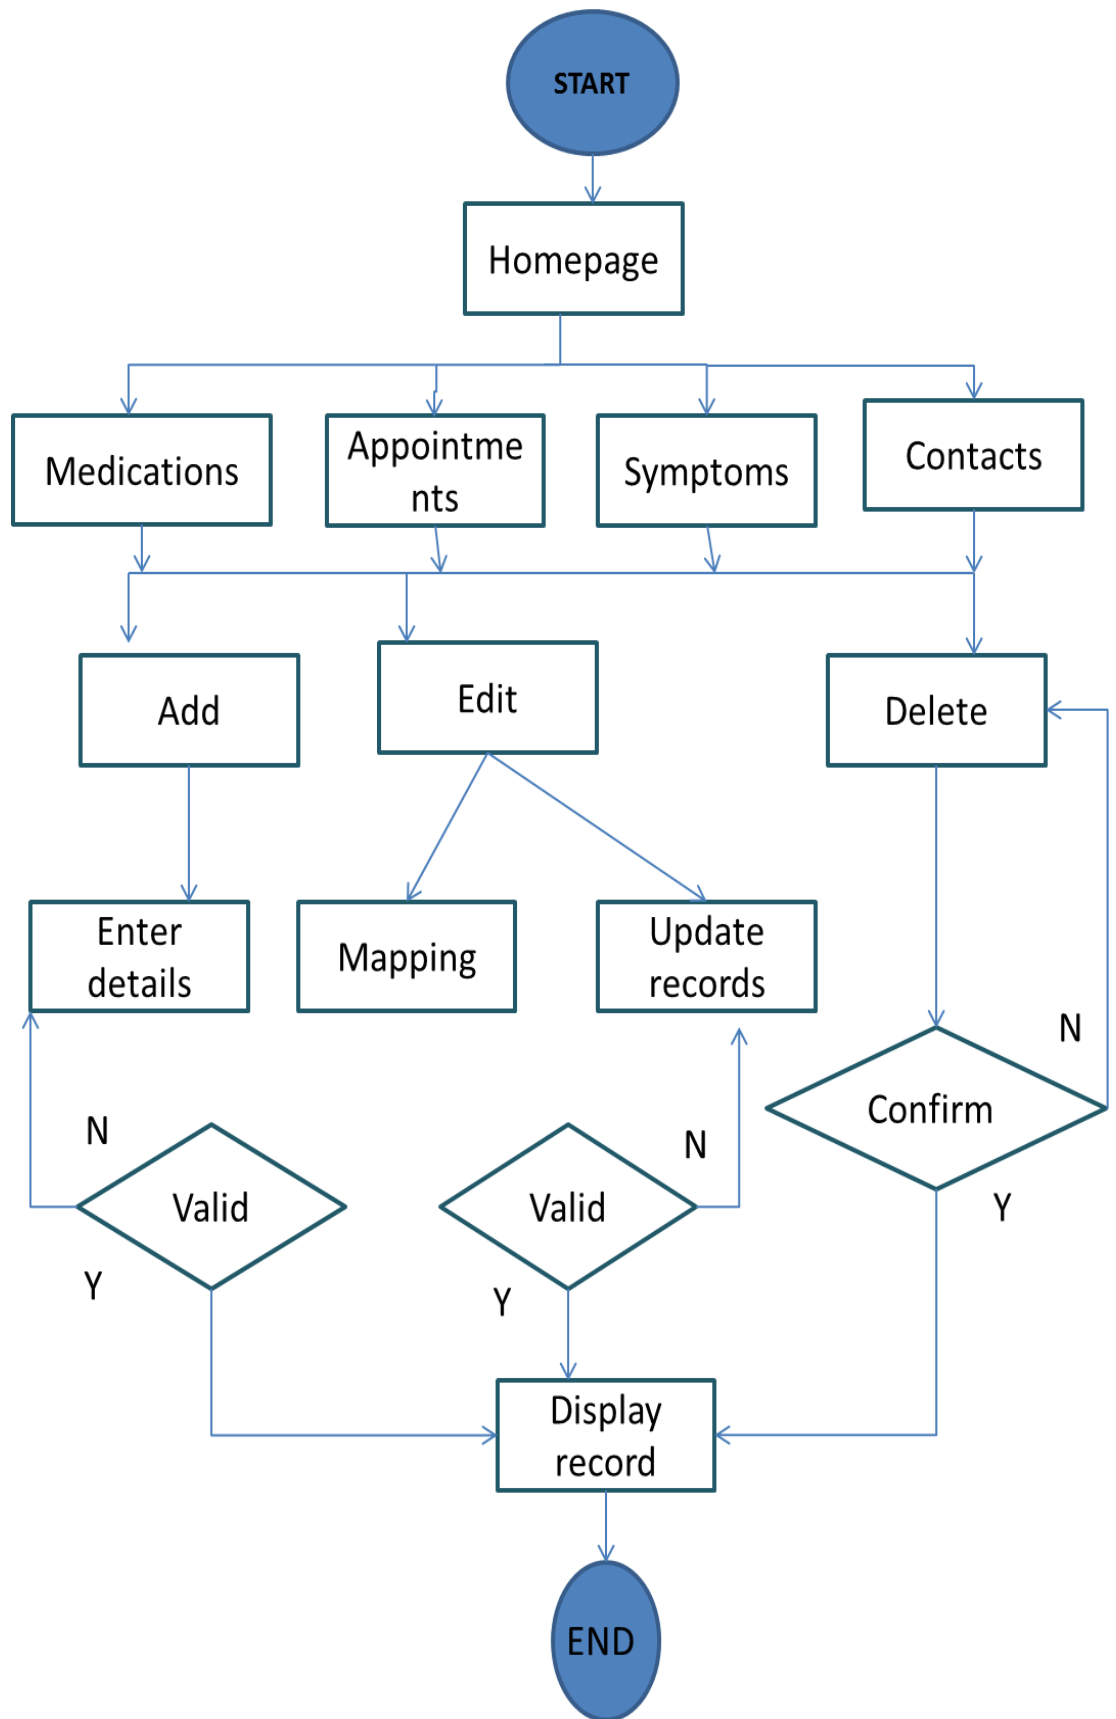 START
Homepage
Medications
Appointme
nts
Symptoms
Contacts
Add
Edit
Delete
Enter
details
Mapping
Update
records
N
Confirm
N
Valid
Y
Valid
N
Y
Y
Display
record
END